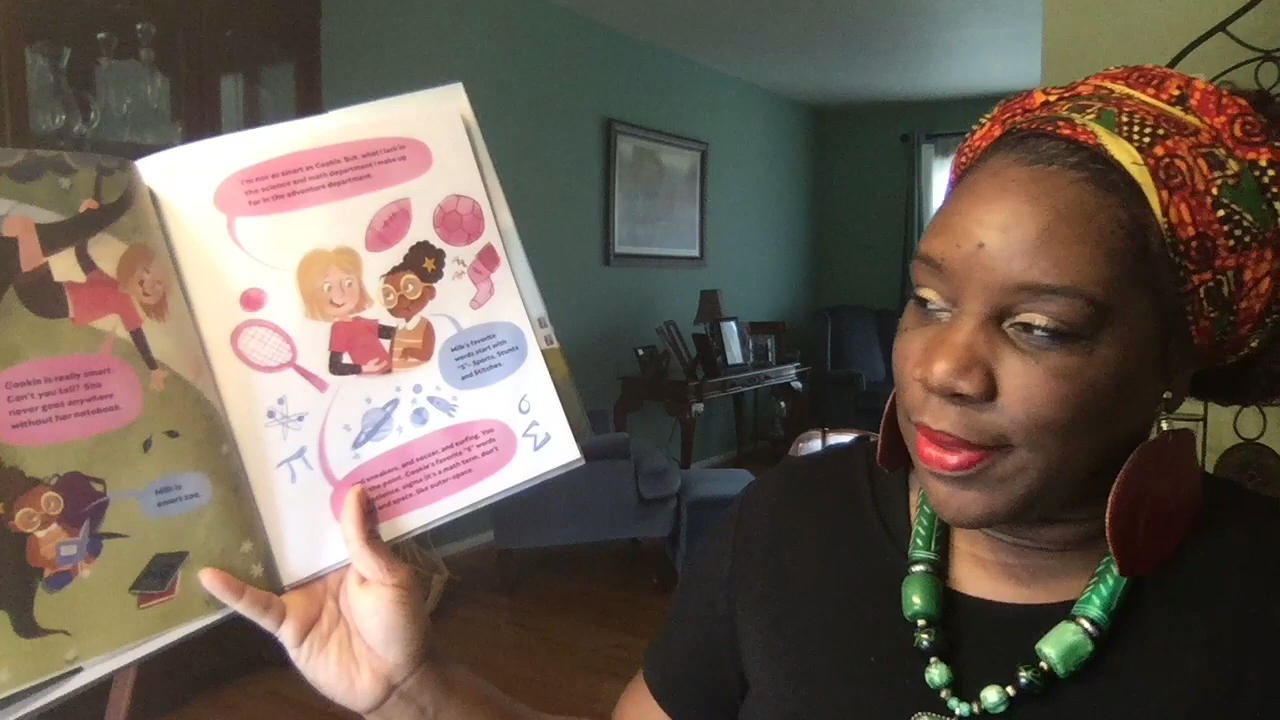 Cookie is really smart.
Can't you tell? She
never goes anywhere
without her notebook.
Milk is
smart too.
I'm not as smart as Cookie. But, what I lack in
the science and math department I make up
for in the adventure department.
Milk's favorite
words start with
"S"- Sports, Stunts
and Stitches.
sneakers, and soccer, and surfing. You
the point. Cookie's favorite "S" words
science, sigma (it's a math term, don't
and space, like outer-space.
π
σ
Σ